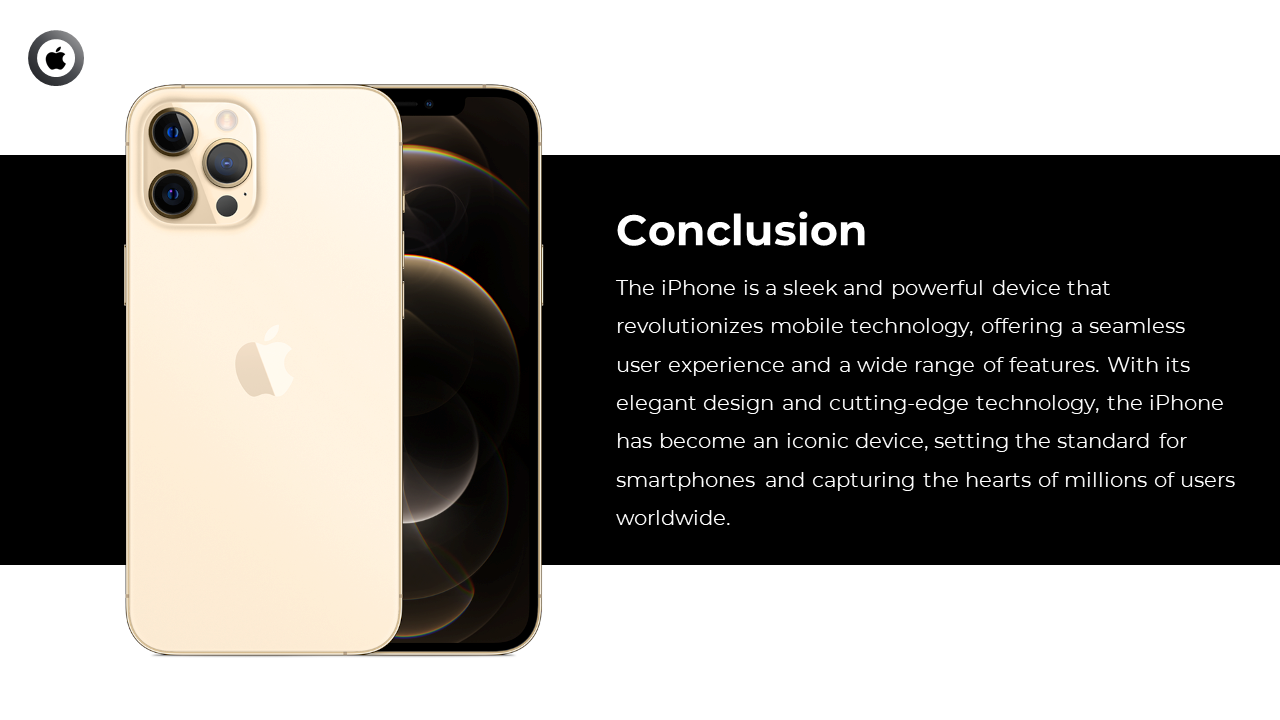 Conclusion
The iPhone is a sleek and powerful device that
revolutionizes mobile technology, offering a seamless
user experience and a wide range of features. With its
elegant design and cutting-edge technology, the iPhone
has become an iconic device, setting the standard for
smartphones and capturing the hearts of millions of users
worldwide.